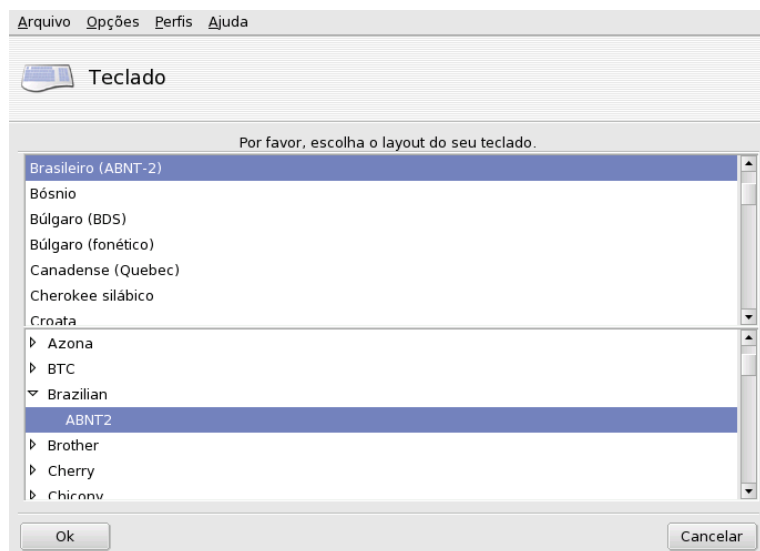 Arquivo Opções Perfis Ajuda
Teclado
Por favor, escolha o layout do seu teclado.
Brasileiro (ABNT-2)
Bósnio
Búlgaro (BDS)
Búlgaro (fonético)
Canadense (Quebec)
Cherokee silábico
Croata
Azona
BTC
Brazilian
ABNT2
Brother
Cherry
Chicony
Ok Cancelar